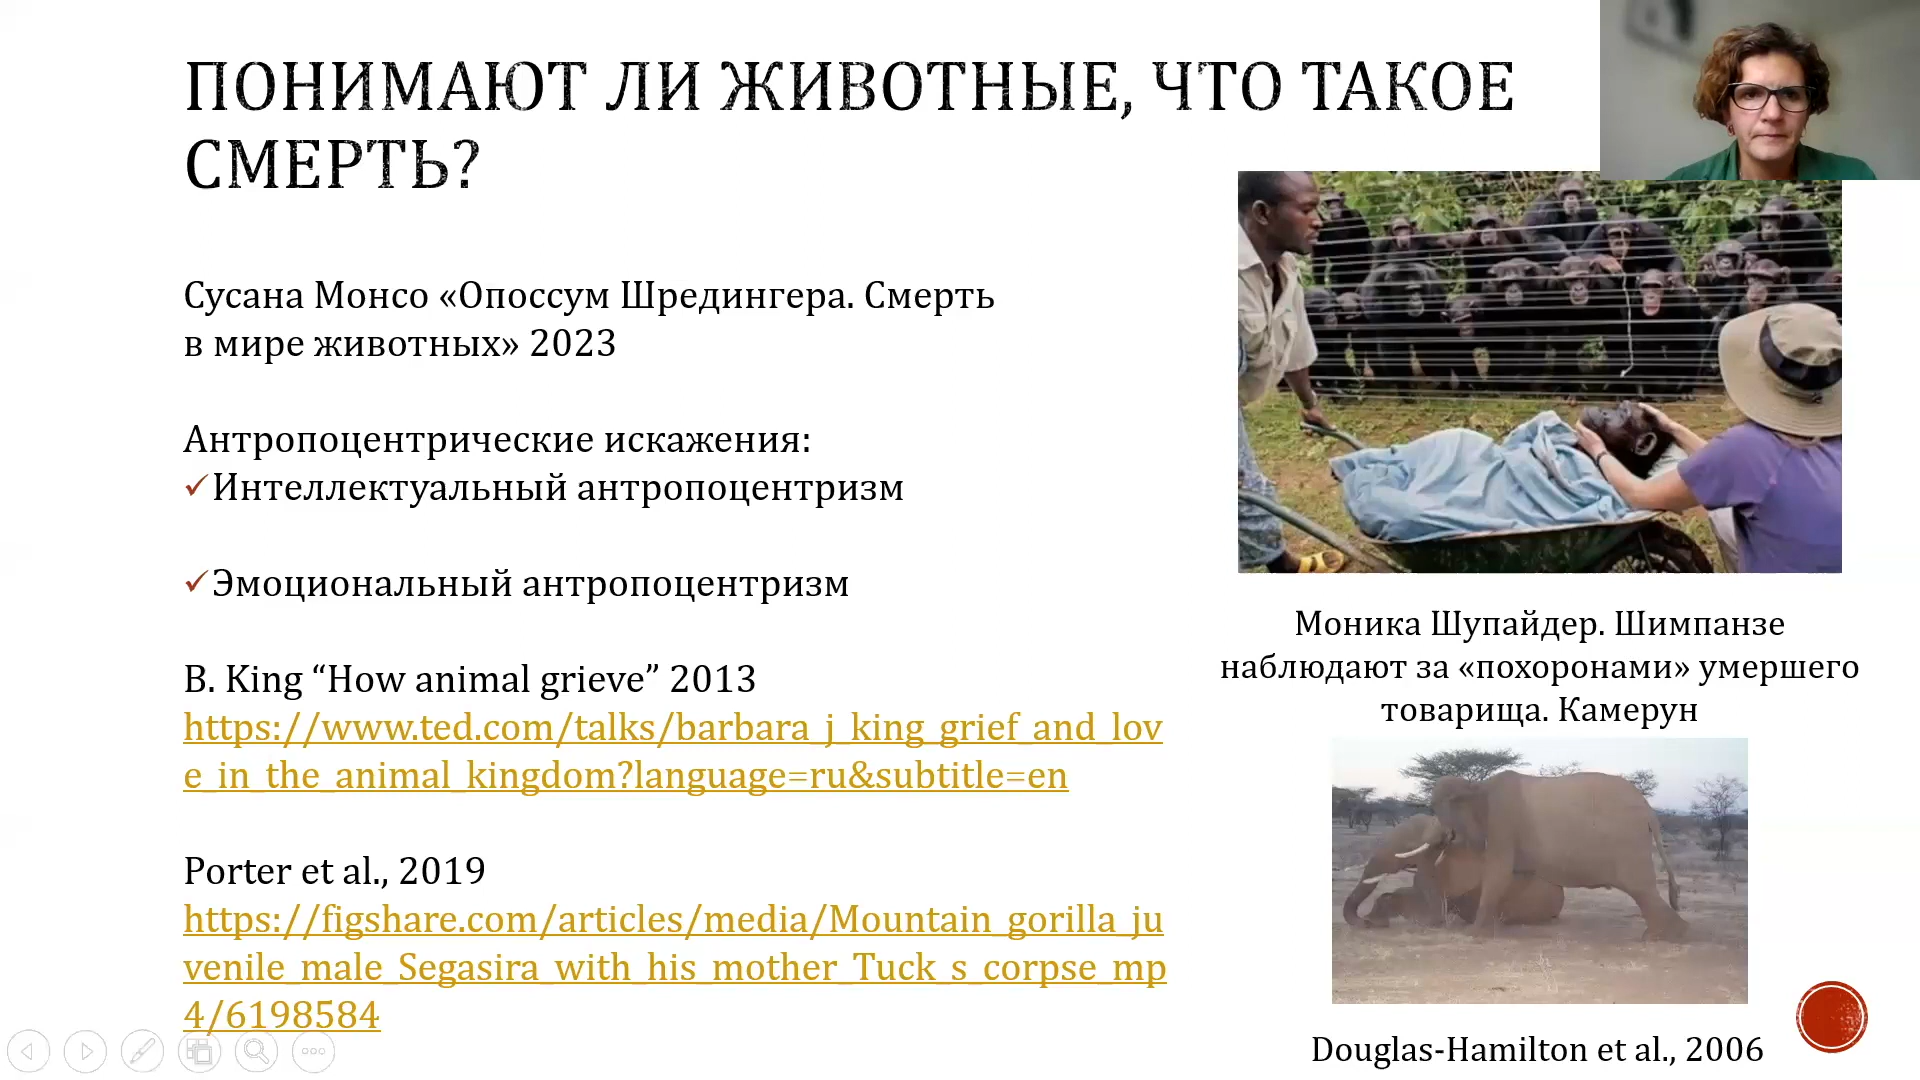 ПОНИМАЮТ ЛИ ЖИВОТНЫЕ, ЧТО ТАКОЕ
СМЕРТЬ?
Сусана Монсо «Опоссум Шредингера. Смерть
в мире животных» 2023
Антропоцентрические искажения:
✓Интеллектуальный антропоцентризм
✓Эмоциональный антропоцентризм
B. King “How animal grieve” 2013
https://www.ted.com/talks/barbara_j_king_grief_and_lov
e_in_the_animal_kingdom?language=ru&subtitle=en
Porter et al., 2019
https://figshare.com/articles/media/Mountain_gorilla_ju
venile_male_Segasira_with_his_mother_Tuck_s_corpse_mp
4/6198584
Моника Шупайдер. Шимпанзе
наблюдают за «похоронами» умершего
товарища. Камерун
Douglas-Hamilton et al., 2006